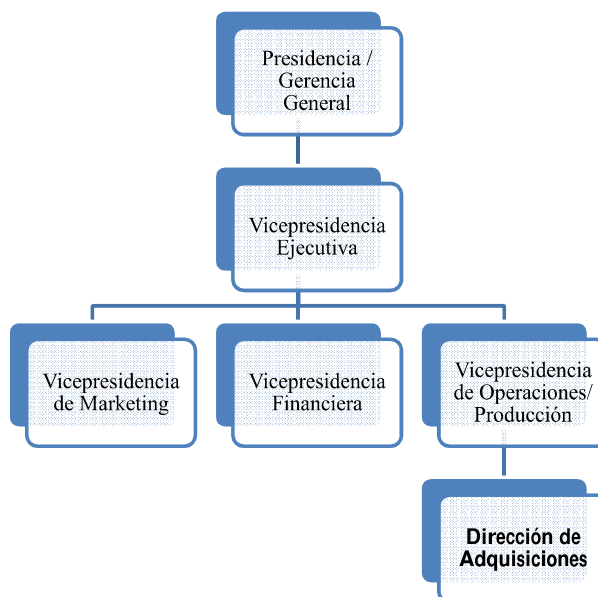 Presidencia /
Gerencia
General
Vicepresidencia
Ejecutiva
Vicepresidencia
de Marketing
Vicepresidencia
Financiera
Vicepresidencia
de Operaciones/
Producción
Dirección de
Adquisiciones